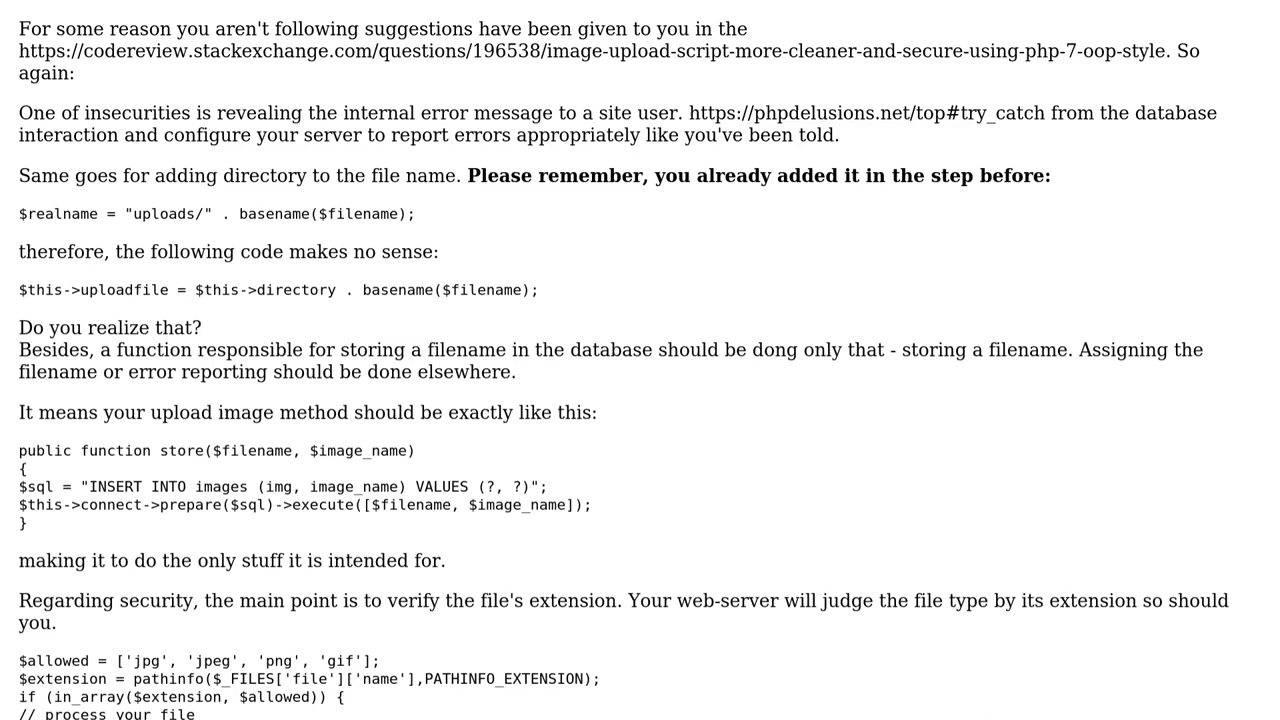 For some reason you aren't following suggestions have been given to you in the
https://codereview.stackexchange.com/questions/196538/image-upload-script-more-cleaner-and-secure-using-php-7-oop-style. So
again:
One of insecurities is revealing the internal error message to a site user. https://phpdelusions.net/top#try_catch from the database
interaction and configure your server to report errors appropriately like you've been told.
Same goes for adding directory to the file name. Please remember, you already added it in the step before:
$realname = "uploads/" . basename($filename);
therefore, the following code makes no sense:
$this->uploadfile = $this->directory . basename($filename);
Do you realize that?
Besides, a function responsible for storing a filename in the database should be dong only that - storing a filename. Assigning the
filename or error reporting should be done elsewhere.
It means your upload image method should be exactly like this:
public function store($filename, $image_name)
{
$sql = "INSERT INTO images (img, image_name) VALUES (?, ?)";
$this->connect->prepare($sql)->execute([$filename, $image_name]);
}
making it to do the only stuff it is intended for.
Regarding security, the main point is to verify the file's extension. Your web-server will judge the file type by its extension so should
you.
$allowed = ['jpg', 'jpeg', 'png', 'gif'];
$extension = pathinfo($_FILES['file']['name'],PATHINFO_EXTENSION);
if (in_array($extension, $allowed)) {
// process your file